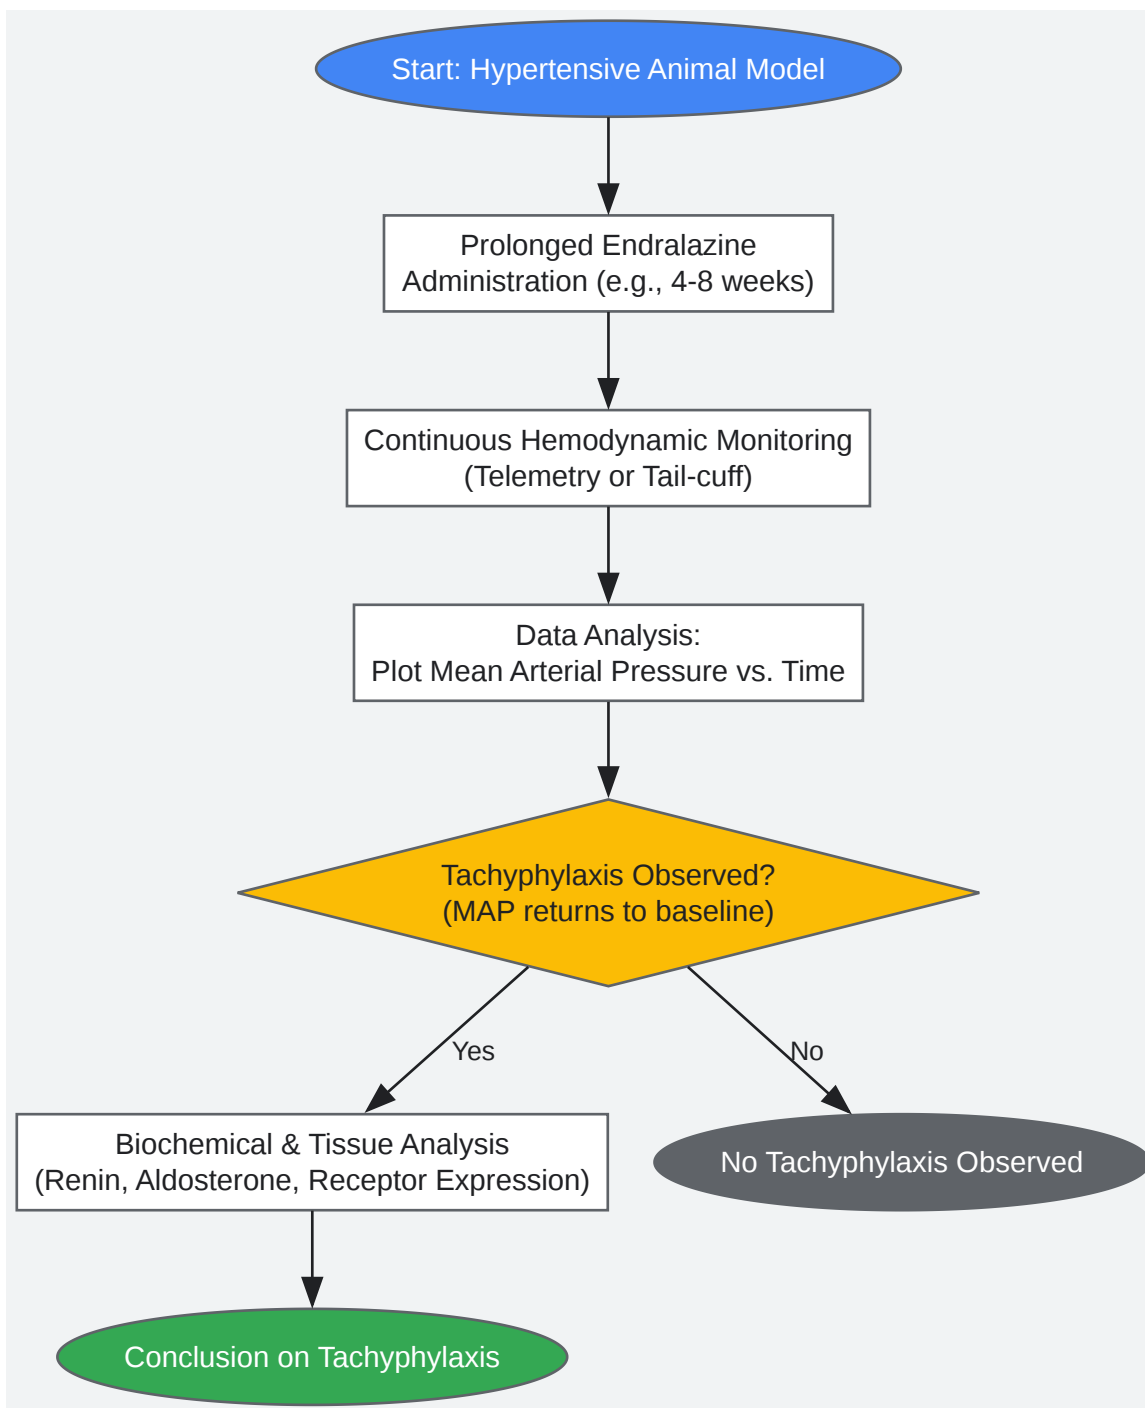 Start: Hypertensive Animal Model
Prolonged Endralazine
Administration (e.g., 4-8 weeks)
Continuous Hemodynamic Monitoring
(Telemetry or Tail-cuff)
Data Analysis:
Plot Mean Arterial Pressure vs. Time
Tachyphylaxis Observed?
(MAP returns to baseline)
Yes
No
Biochemical & Tissue Analysis
(Renin, Aldosterone, Receptor Expression)
No Tachyphylaxis Observed
Conclusion on Tachyphylaxis